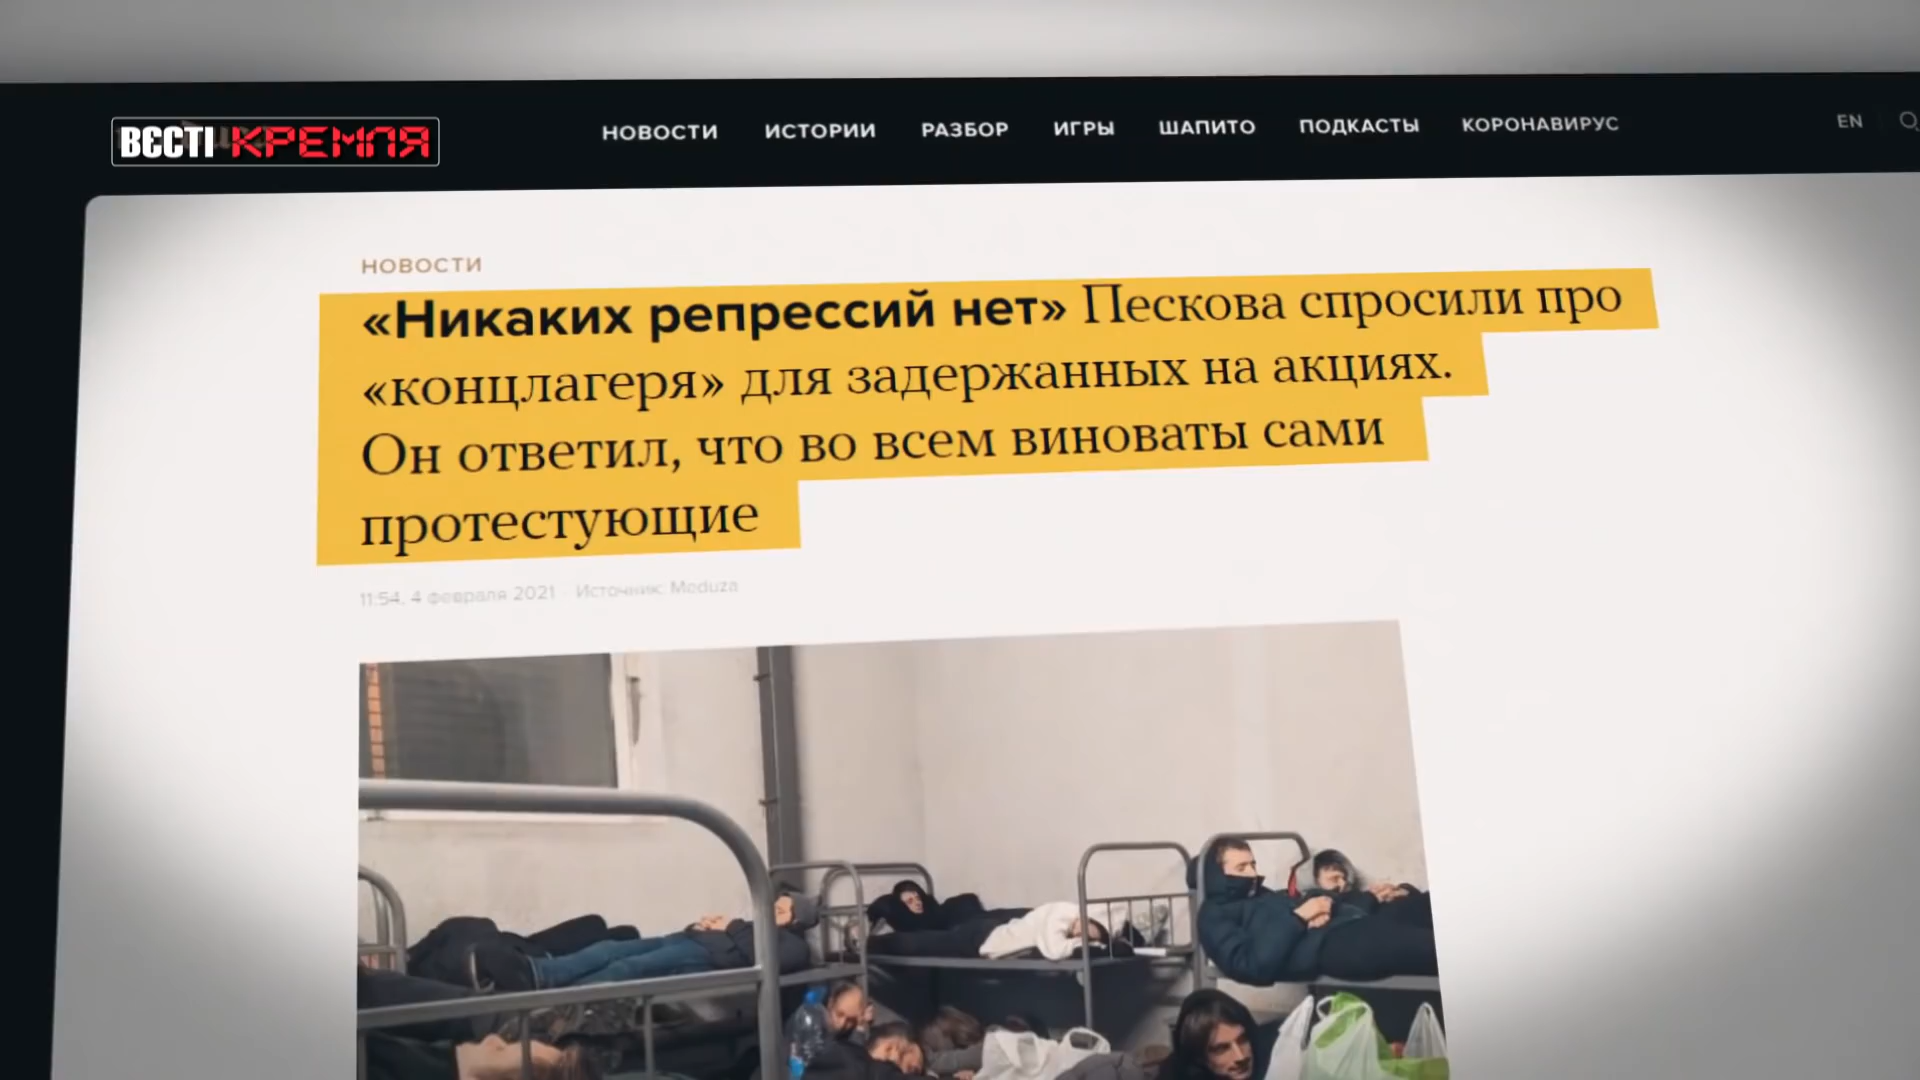 ВЄСТІ КРЕМЛЯ
НОВОСТИ ИСТОРИИ РАЗБОР ИГРЫ ШАПИТО ПОДКАСТЫ КОРОНАВИРУС EN
НОВОСТИ
«Никаких репрессий нет» Пескова спросили про
«концлагеря» для задержанных на акциях.
Он ответил, что во всем виноваты сами
протестующие
11:54, 4 февраля 2021 · Источник: Meduza